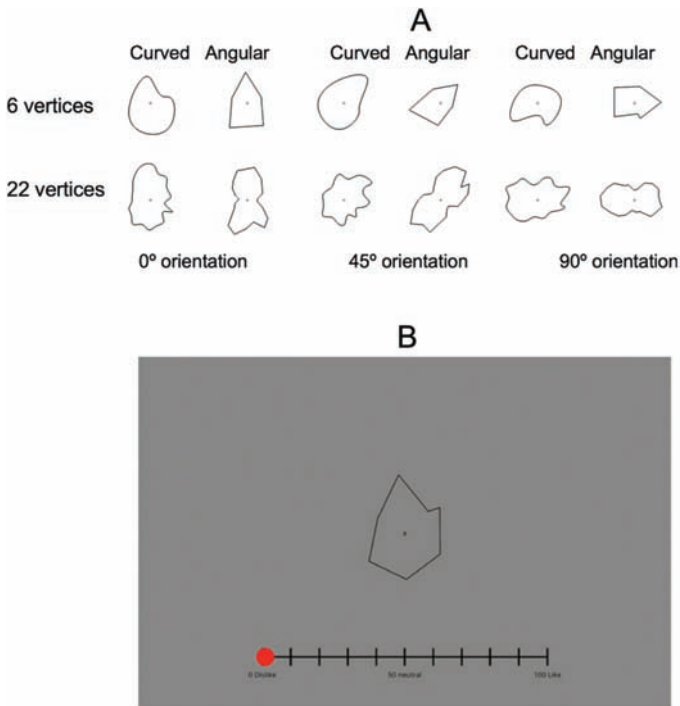 A
Curved Angular Curved Angular Curved Angular
6 vertices
22 vertices
0º orientation 45º orientation 90º orientation
B
0 Dislike 50 neutral 100 Like